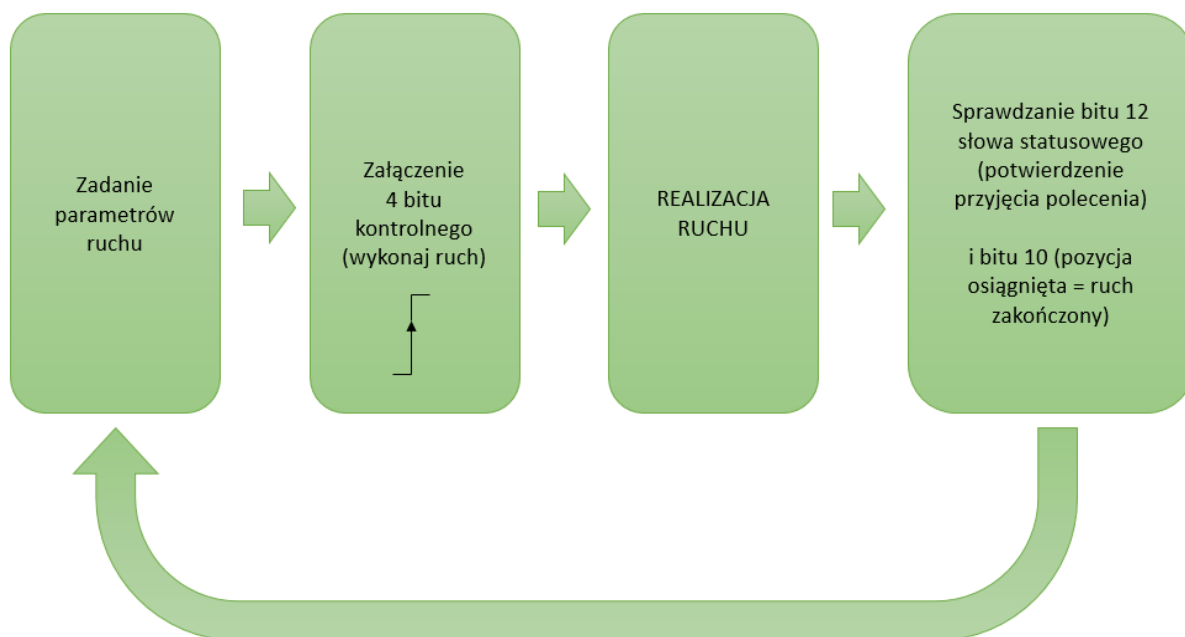 Zadanie
parametrów
ruchu
Załączenie
4 bitu
kontrolnego
(wykonaj ruch)
REALIZACJA
RUCHU
Sprawdzanie bitu 12
słowa statusowego
(potwierdzenie
przyjęcia polecenia)
i bitu 10 (pozycja
osiągnięta = ruch
zakończony)